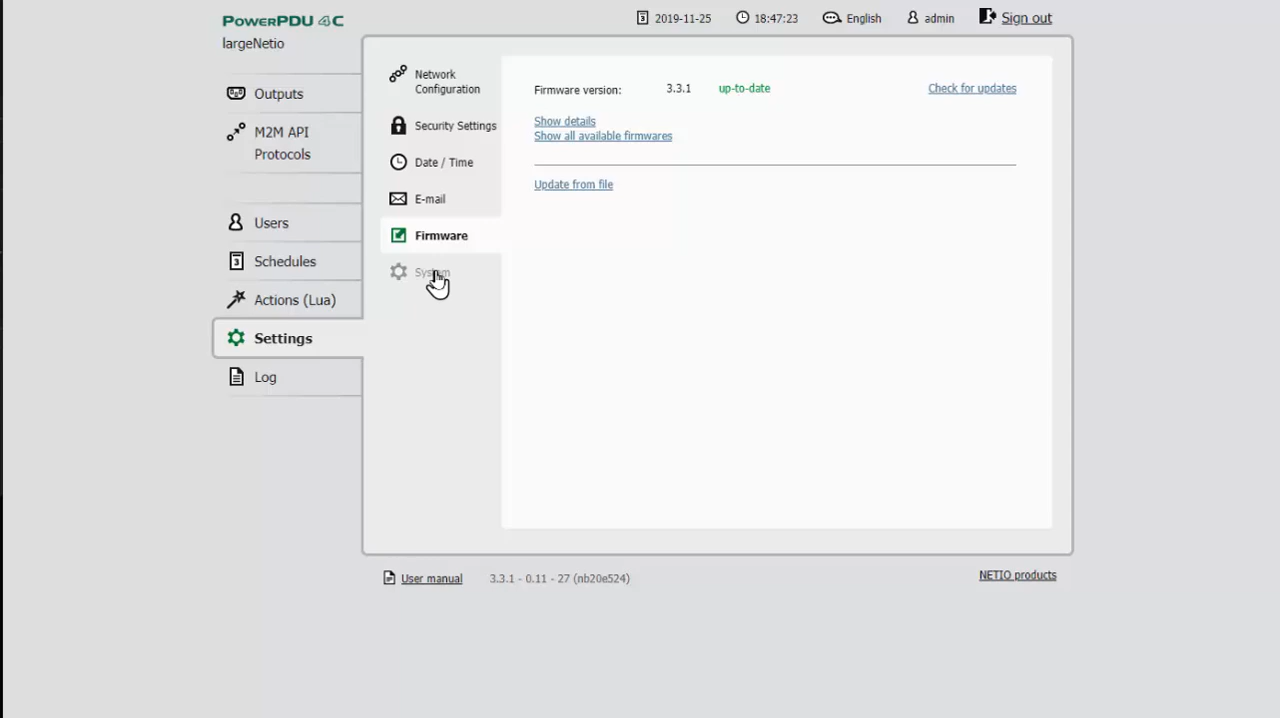 POWERPDU 4C
largeNetio
2019-11-25
18:47:23
English
admin
Sign out
Outputs
M2M API
Protocols
Users
Schedules
Actions (Lua)
Settings
Log
Network
Configuration
Security Settings
Date / Time
E-mail
Firmware
System
Firmware version: 3.3.1 up-to-date Check for updates
Show details
Show all available firmwares
Update from file
User manual 3.3.1 - 0.11 - 27 (nb20e524)
NETIO products